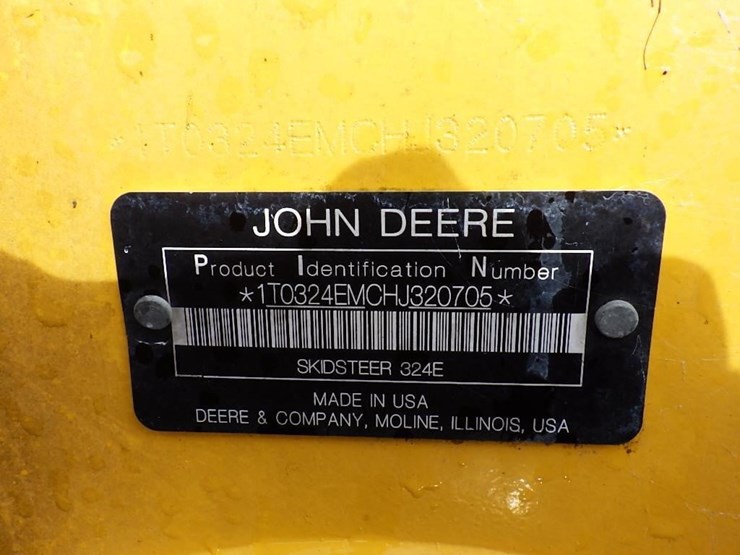 *1T0324EMCHJ320705*
JOHN DEERE
Product Identification Number
*1T0324EMCHJ320705*
SKIDSTEER 324E
MADE IN USA
DEERE & COMPANY, MOLINE, ILLINOIS, USA